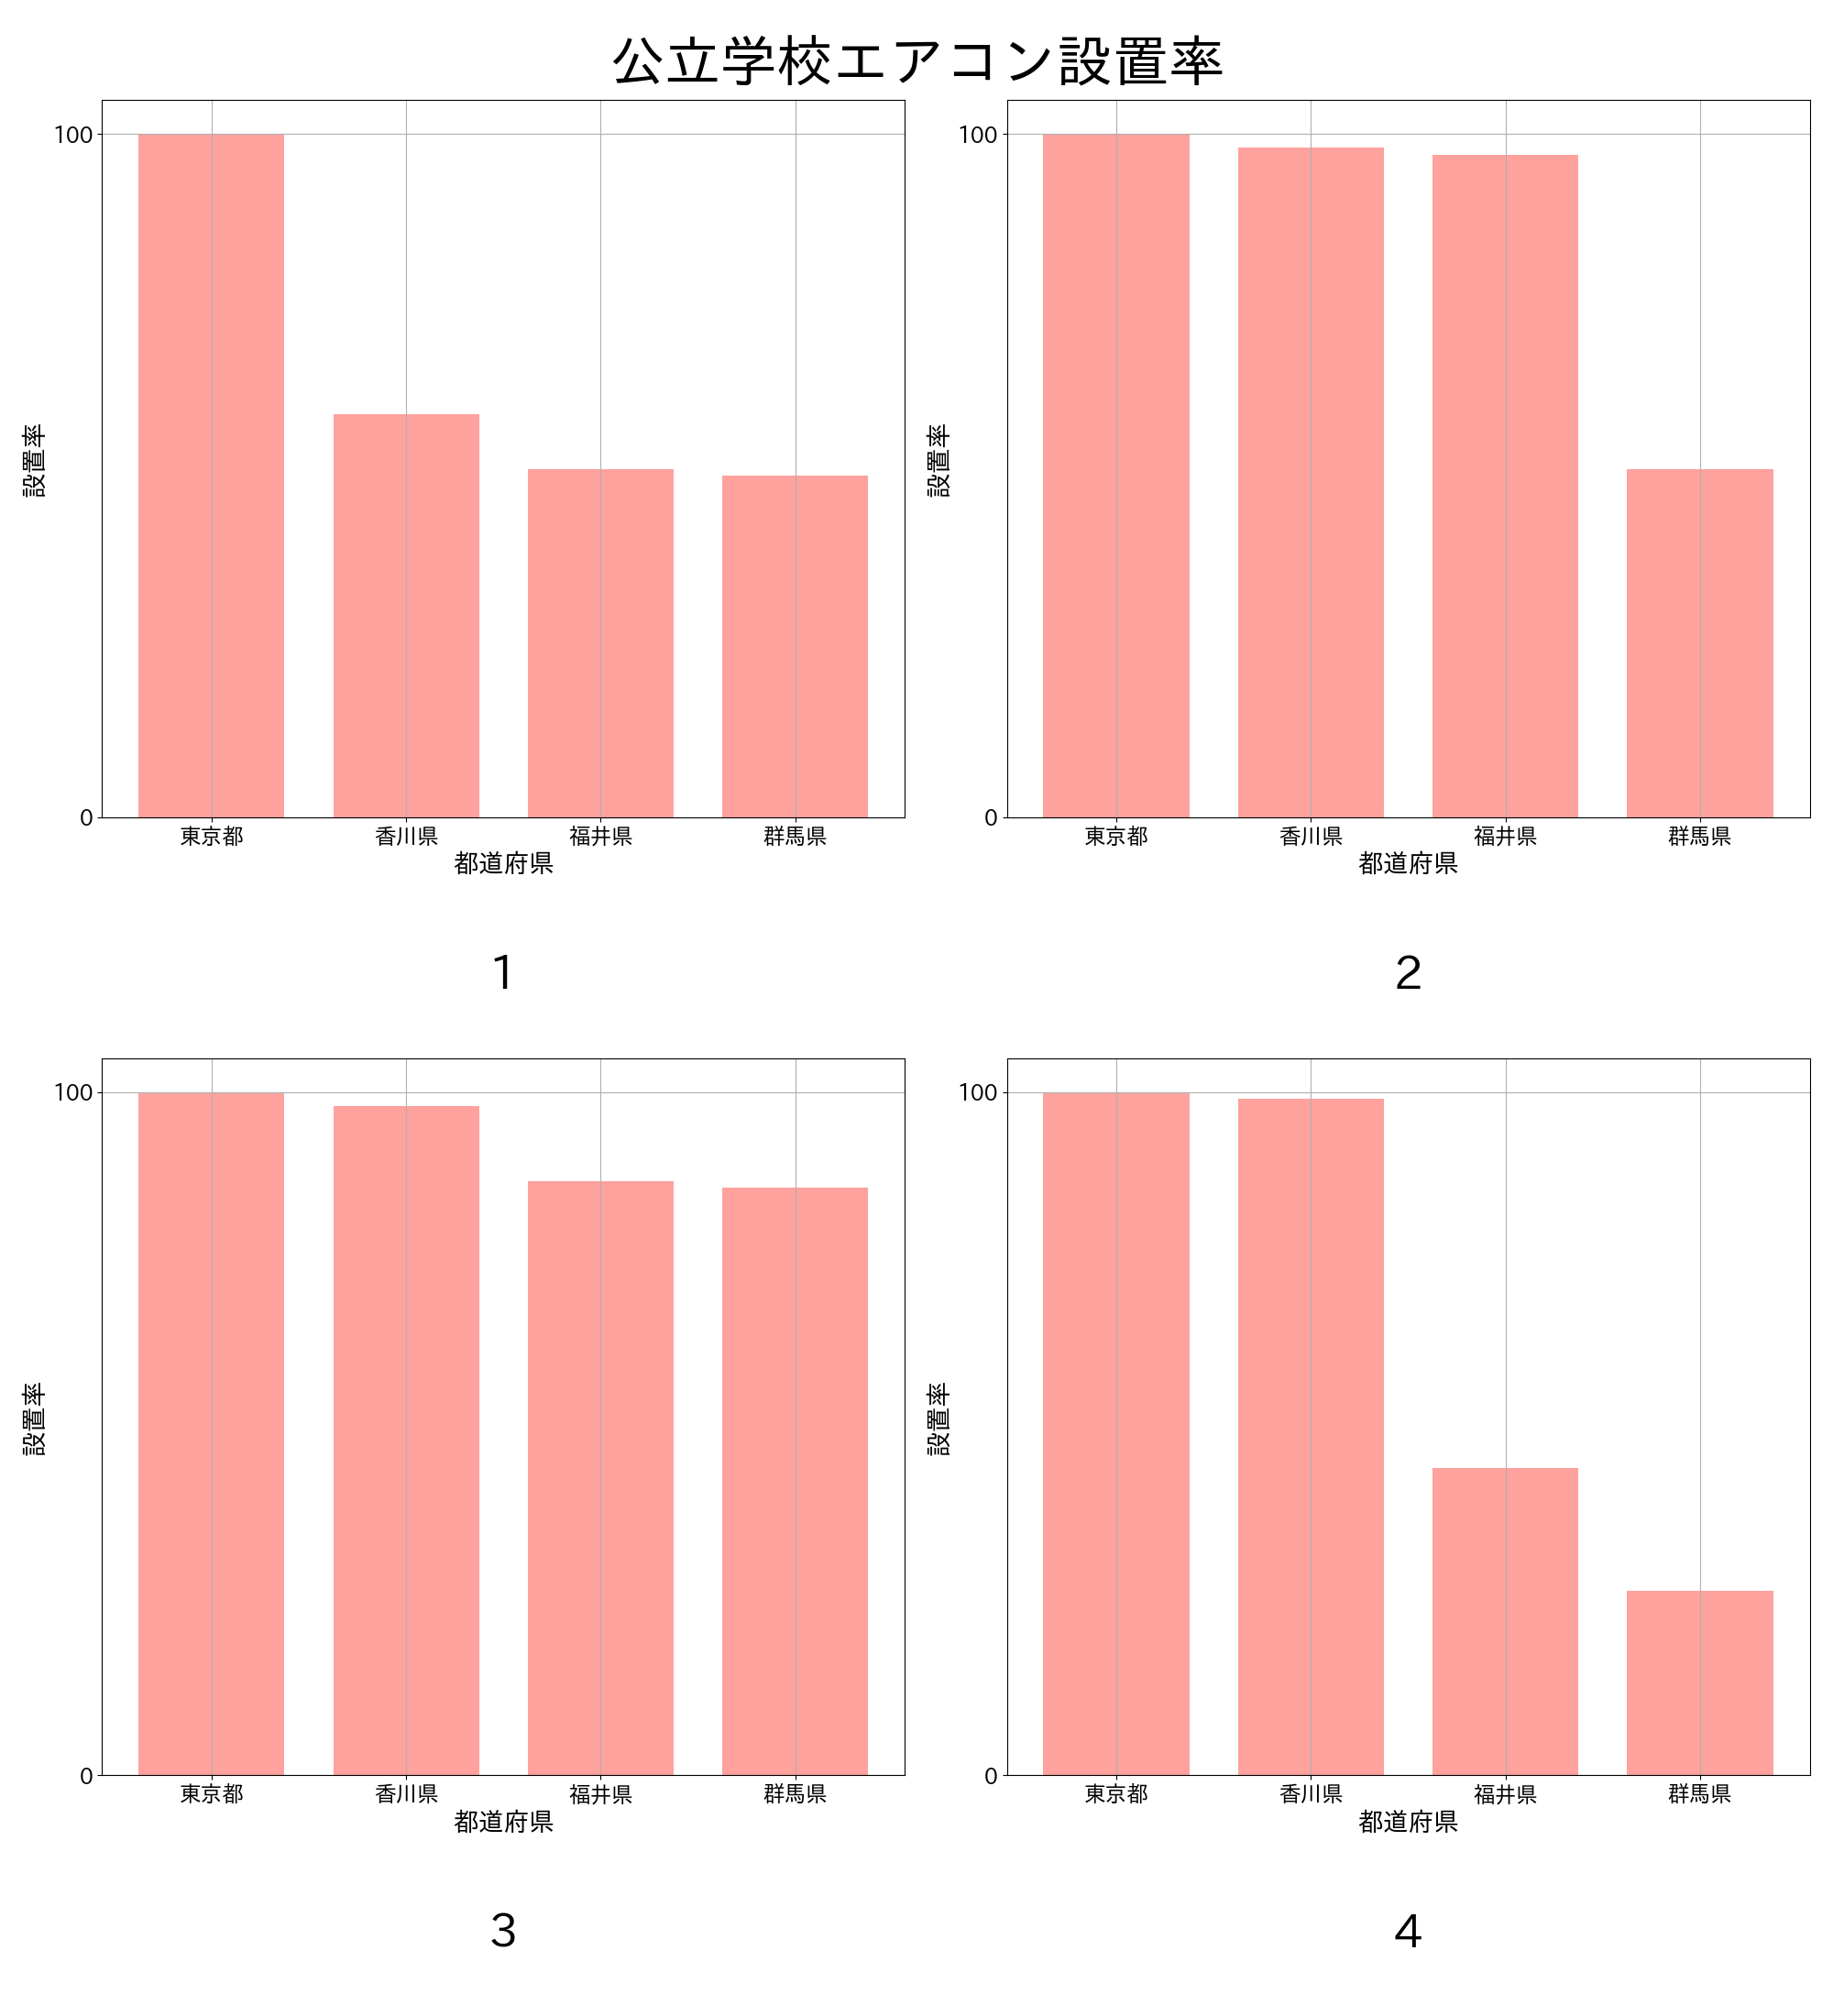 公立学校エアコン設置率
100
0
設置率
東京都 香川県 福井県 群馬県
都道府県
1
100
0
設置率
東京都 香川県 福井県 群馬県
都道府県
2
100
0
設置率
東京都 香川県 福井県 群馬県
都道府県
3
100
0
設置率
東京都 香川県 福井県 群馬県
都道府県
4